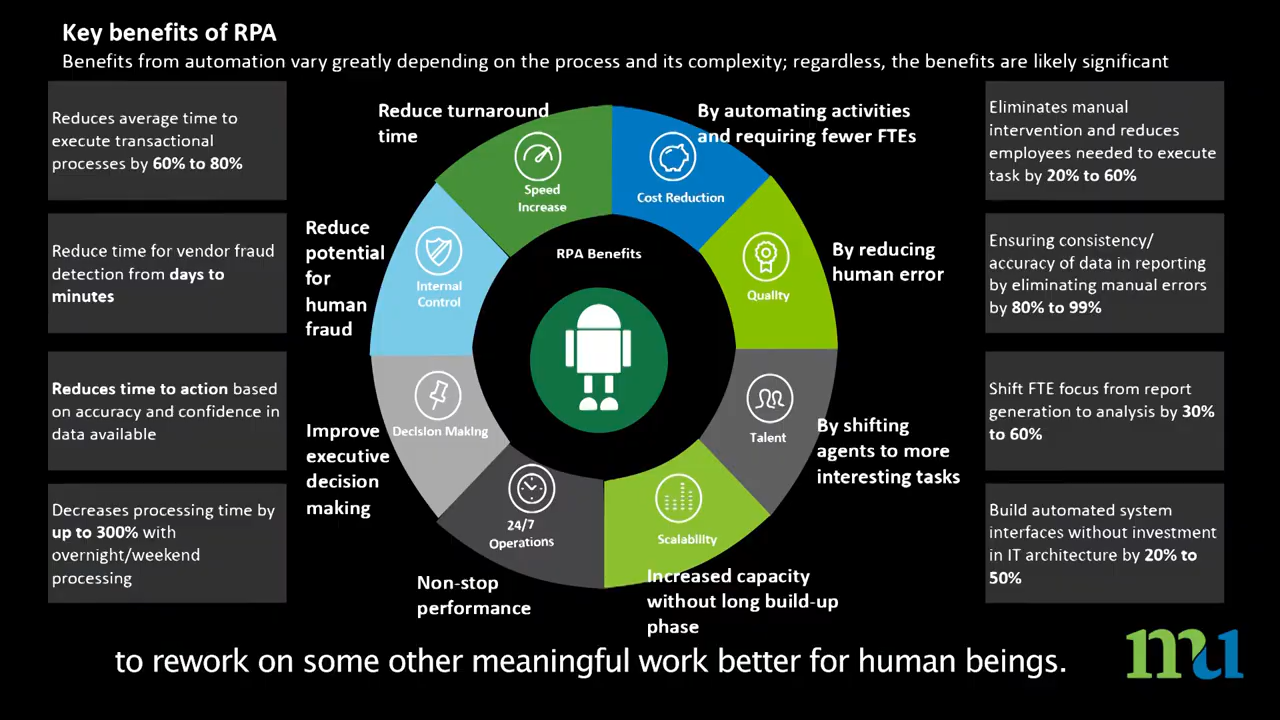 Key benefits of RPA
Benefits from automation vary greatly depending on the process and its complexity; regardless, the benefits are likely significant
Reduces average time to
execute transactional
processes by 60% to 80%
Reduce time for vendor fraud
detection from days to
minutes
Reduces time to action based
on accuracy and confidence in
data available
Decreases processing time by
up to 300% with
overnight/weekend
processing
Reduce turnaround
time
Reduce
potential
for
human
fraud
Improve
executive
decision
making
Non-stop
performance
Speed
Increase
Cost Reduction
Internal
Control
RPA Benefits
Quality
Decision Making
Talent
24/7
Operations
Scalability
By automating activities
and requiring fewer FTEs
By reducing
human error
By shifting
agents to more
interesting tasks
Increased capacity
without long build-up
phase
Eliminates manual
intervention and reduces
employees needed to execute
task by 20% to 60%
Ensuring consistency/
accuracy of data in reporting
by eliminating manual errors
by 80% to 99%
Shift FTE focus from report
generation to analysis by 30%
to 60%
Build automated system
interfaces without investment
in IT architecture by 20% to
50%
to rework on some other meaningful work better for human beings.
mu